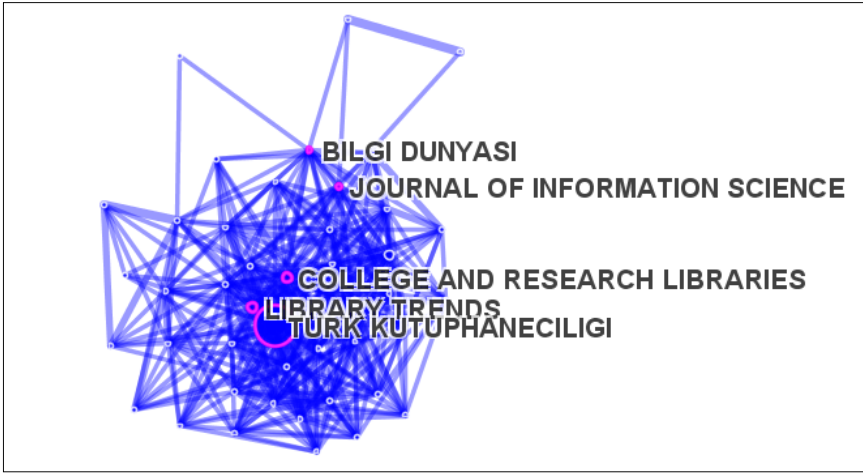 BILGI DUNYASI
JOURNAL OF INFORMATION SCIENCE
COLLEGE AND RESEARCH LIBRARIES
LIBRARY TRENDS
TURK KUTUPHANECILIGI